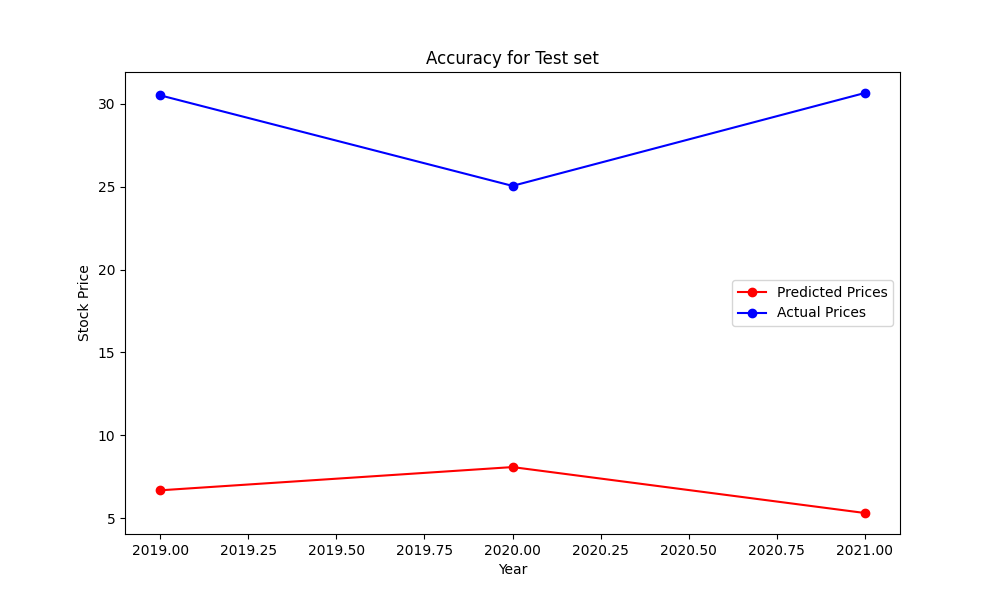 Accuracy for Test set
30
25
20
15
10
5
Stock Price
Predicted Prices
Actual Prices
2019.00 2019.25 2019.50 2019.75 2020.00 2020.25 2020.50 2020.75 2021.00
Year